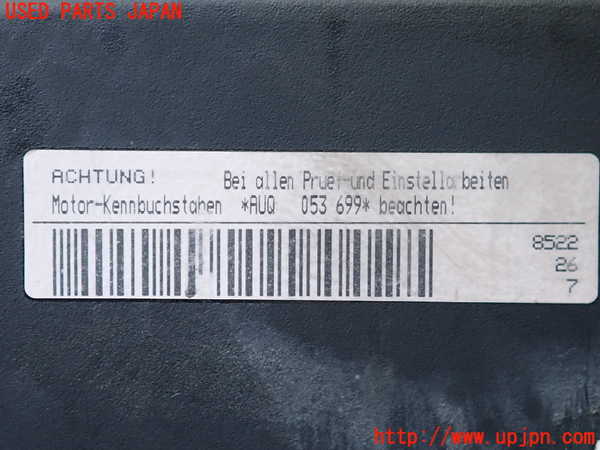 USED PARTS JAPAN
ACHTUNG! Bei allen Pruef-und Einstellarbeiten
Motor-Kennbuchstahen *AUQ 053 699* beachten!
8522
26
7
http://www.upjpn.com/